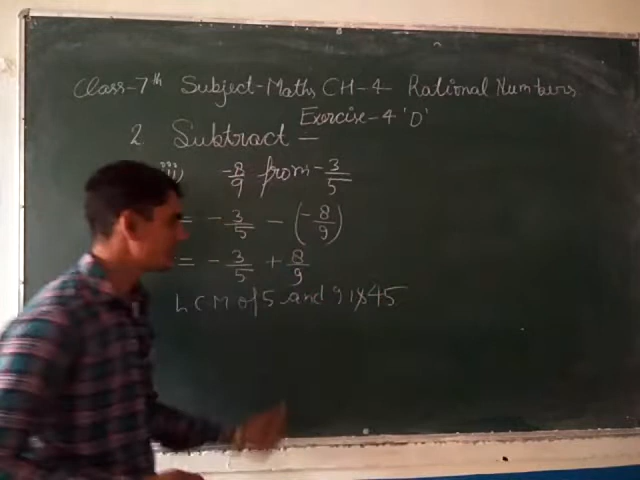 Class-7th Subject-Maths CH-4 Rational Numbers
Exercise-4 'D'
2. Subtract —
(iii) -8/9 from -3/5
= -3/5 - (-8/9)
= -3/5 + 8/9
LCM of 5 and 9 is 45